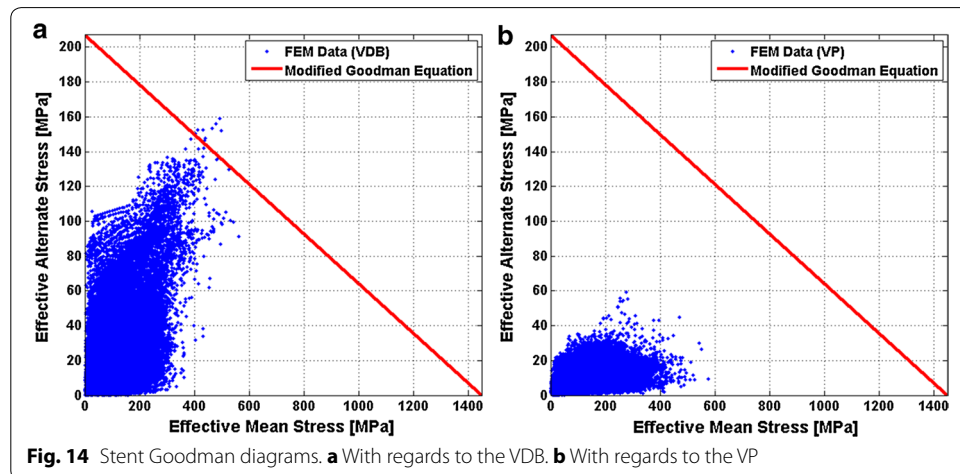 a
FEM Data (VDB)
Modified Goodman Equation
200
180
160
140
120
100
80
60
40
20
0
Effective Alternate Stress [MPa]
0 200 400 600 800 1000 1200 1400
Effective Mean Stress [MPa]
b
FEM Data (VP)
Modified Goodman Equation
200
180
160
140
120
100
80
60
40
20
0
Effective Alternate Stress [MPa]
0 200 400 600 800 1000 1200 1400
Effective Mean Stress [MPa]
Fig. 14 Stent Goodman diagrams. a With regards to the VDB. b With regards to the VP